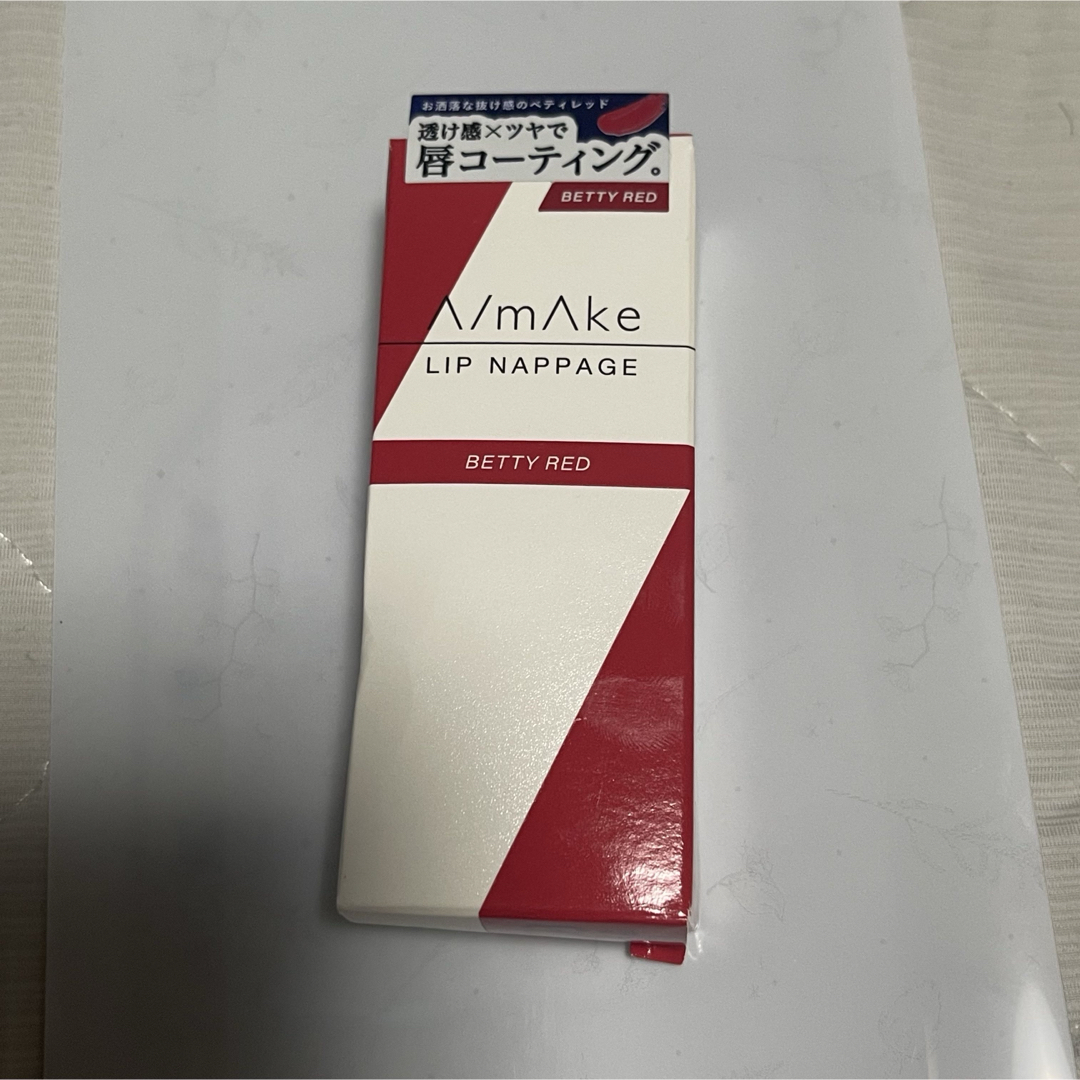 お洒落な抜け感のベティレッド
透け感×ツヤで
唇コーティング。
BETTY RED
Λ/mΛke
LIP NAPPAGE
BETTY RED